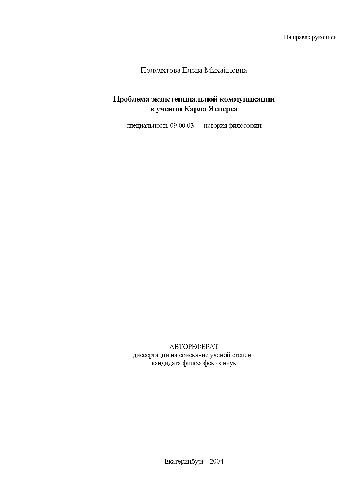 На правах рукописи
Елена Михайловна
Проблема экзистенциальной коммуникации
в учении Карла Ясперса
специальность 09.00.03 — история философии
АВТОРЕФЕРАТ
диссертации на соискание ученой степени
кандидата философских наук
Екатеринбург – 2004